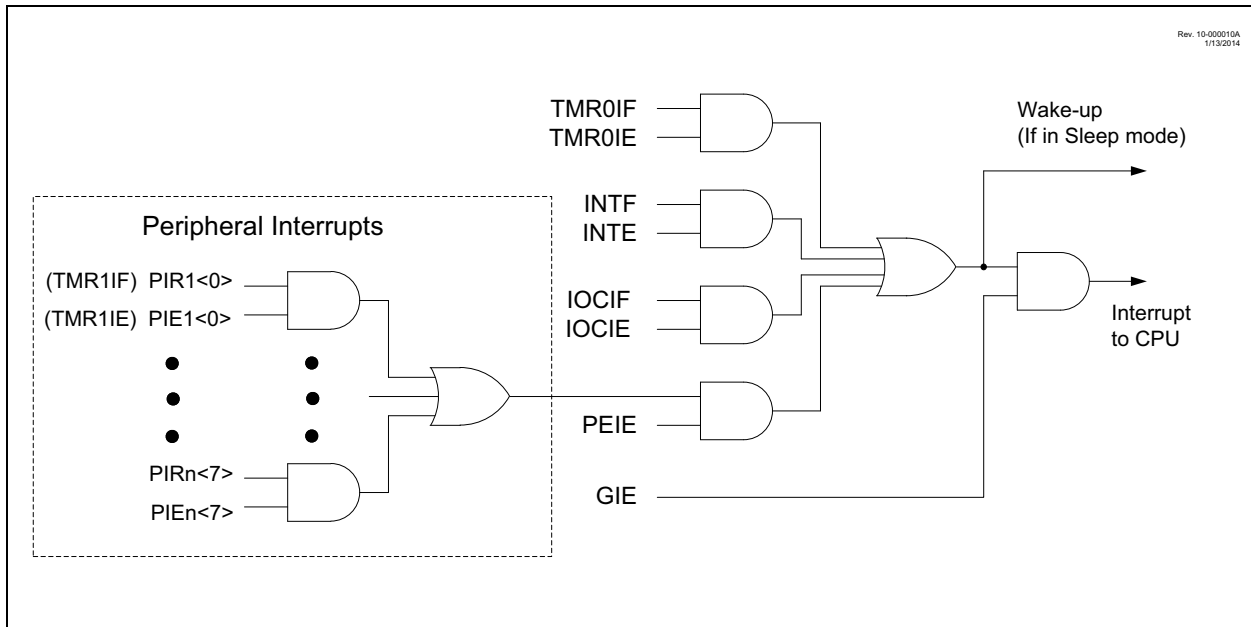 Rev. 10-000010A
1/13/2014
TMR0IF
TMR0IE
Wake-up
(If in Sleep mode)
INTF
INTE
Peripheral Interrupts
(TMR1IF) PIR1<0>
(TMR1IE) PIE1<0>
IOCIF
IOCIE
Interrupt
to CPU
PEIE
PIRn<7>
PIEn<7>
GIE